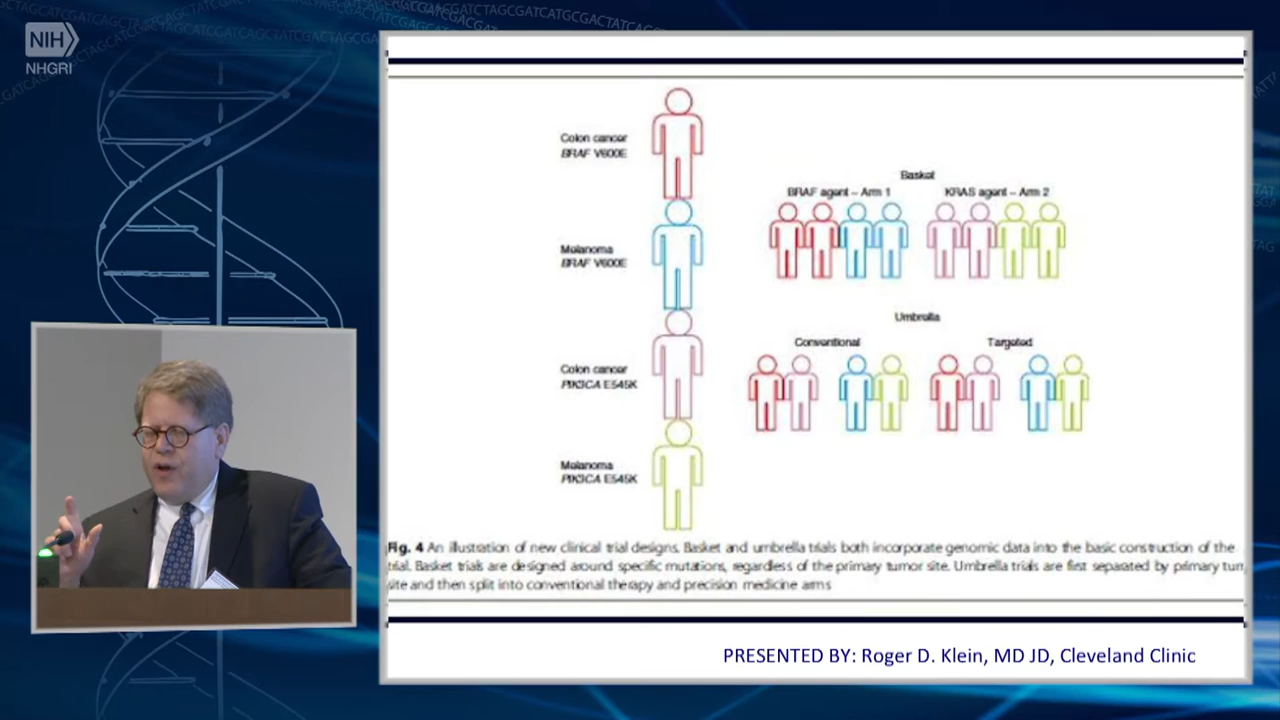 NIH
NHGRI
Colon cancer
BRAF V600E
Melanoma
BRAF V600E
Colon cancer
PIK3CA E545K
Melanoma
PIK3CA E545K
Basket
BRAF agent – Arm 1
KRAS agent – Arm 2
Umbrella
Conventional
Targeted
Fig. 4 An illustration of new clinical trial designs. Basket and umbrella trials both incorporate genomic data into the basic construction of the
trial. Basket trials are designed around specific mutations, regardless of the primary tumor site. Umbrella trials are first separated by primary tum
site and then split into conventional therapy and precision medicine arms
PRESENTED BY: Roger D. Klein, MD JD, Cleveland Clinic